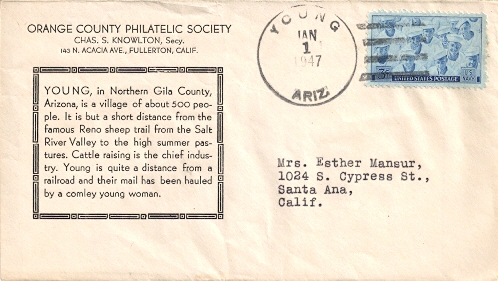 ORANGE COUNTY PHILATELIC SOCIETY
CHAS. S. KNOWLTON, Secy.
143 N. ACACIA AVE., FULLERTON, CALIF.
YOUNG, in Northern Gila County,
Arizona, is a village of about 500 peo-
ple. It is but a short distance from the
famous Reno sheep trail from the Salt
River Valley to the high summer pas-
tures. Cattle raising is the chief indus-
try. Young is quite a distance from a
railroad and their mail has been hauled
by a comley young woman.
YOUNG
JAN
1
1947
ARIZ.
UNITED STATES POSTAGE
Mrs. Esther Mansur,
1024 S. Cypress St.,
Santa Ana,
Calif.